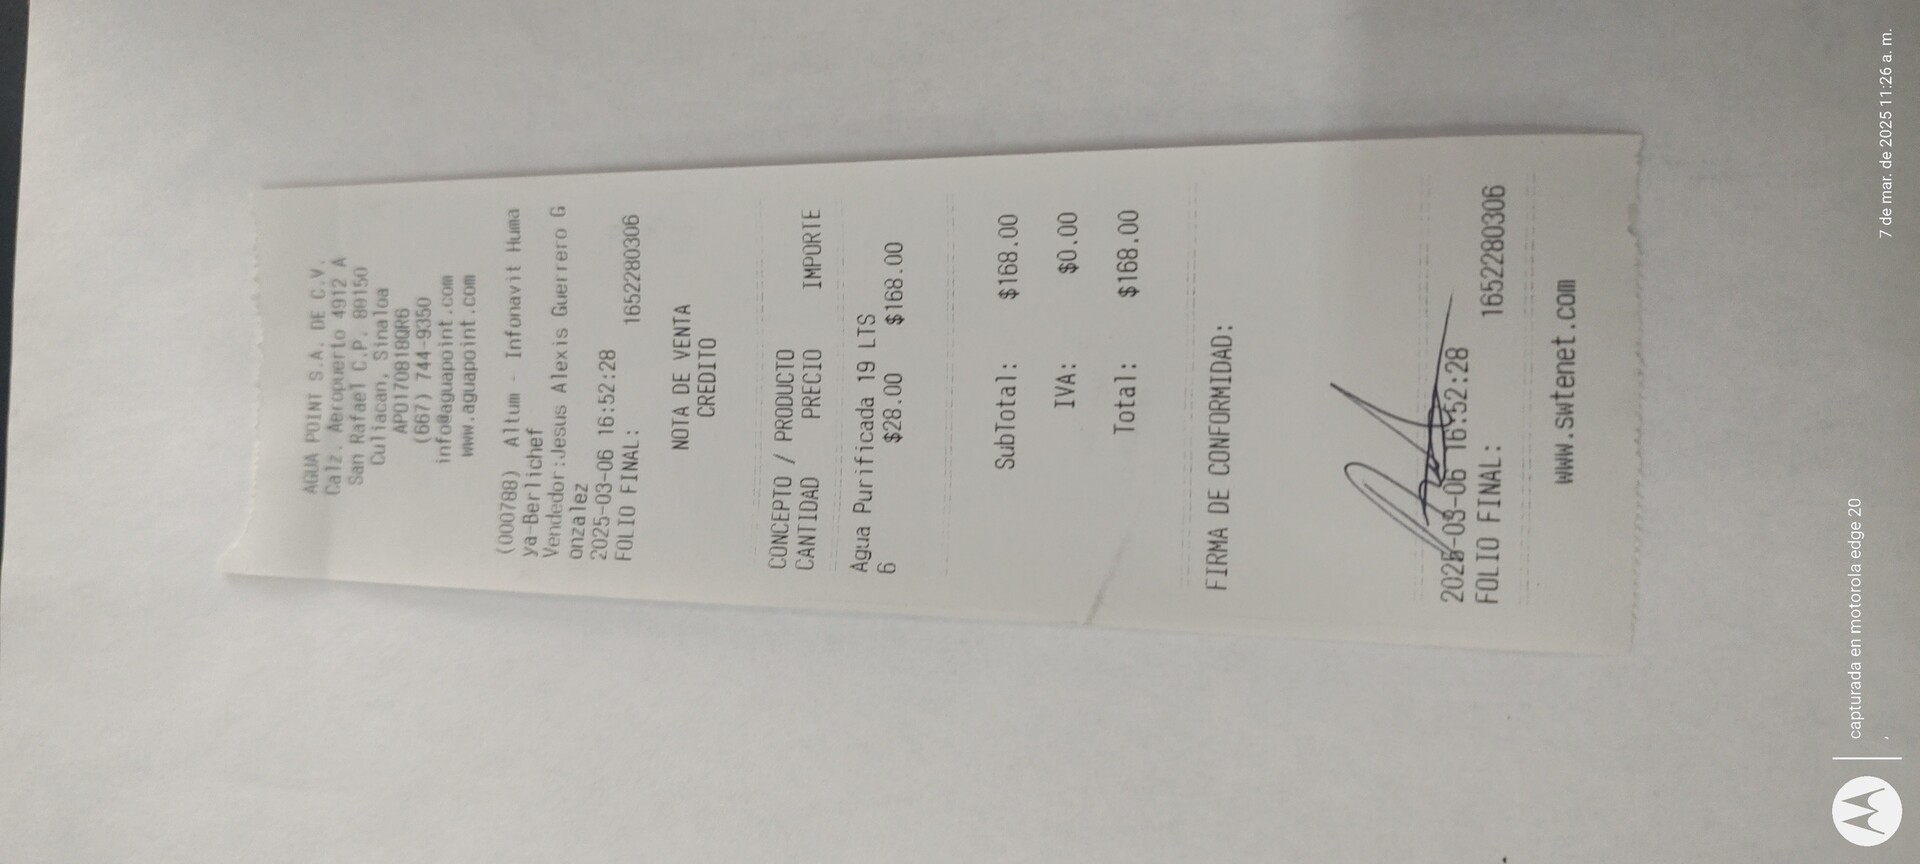 AGUA POINT S.A. DE C.V.
Calz. Aeropuerto 4912 A
San Rafael C.P. 80150
Culiacan, Sinaloa
APO170818QR6
(667) 744-9350
info@aguapoint.com
www.aguapoint.com
(000788) Altum - Infonavit Huma
ya-Berlichef
Vendedor:Jesus Alexis Guerrero G
onzalez
2025-03-06 16:52:28
FOLIO FINAL: 1652280306
NOTA DE VENTA
CREDITO
CONCEPTO / PRODUCTO
CANTIDAD PRECIO IMPORTE
Agua Purificada 19 LTS
6 $28.00 $168.00
SubTotal: $168.00
IVA: $0.00
Total: $168.00
FIRMA DE CONFORMIDAD:
2025-03-06 16:52:28
FOLIO FINAL: 1652280306
www.swtenet.com
capturada en motorola edge 20
7 de mar. de 2025 11:26 a. m.